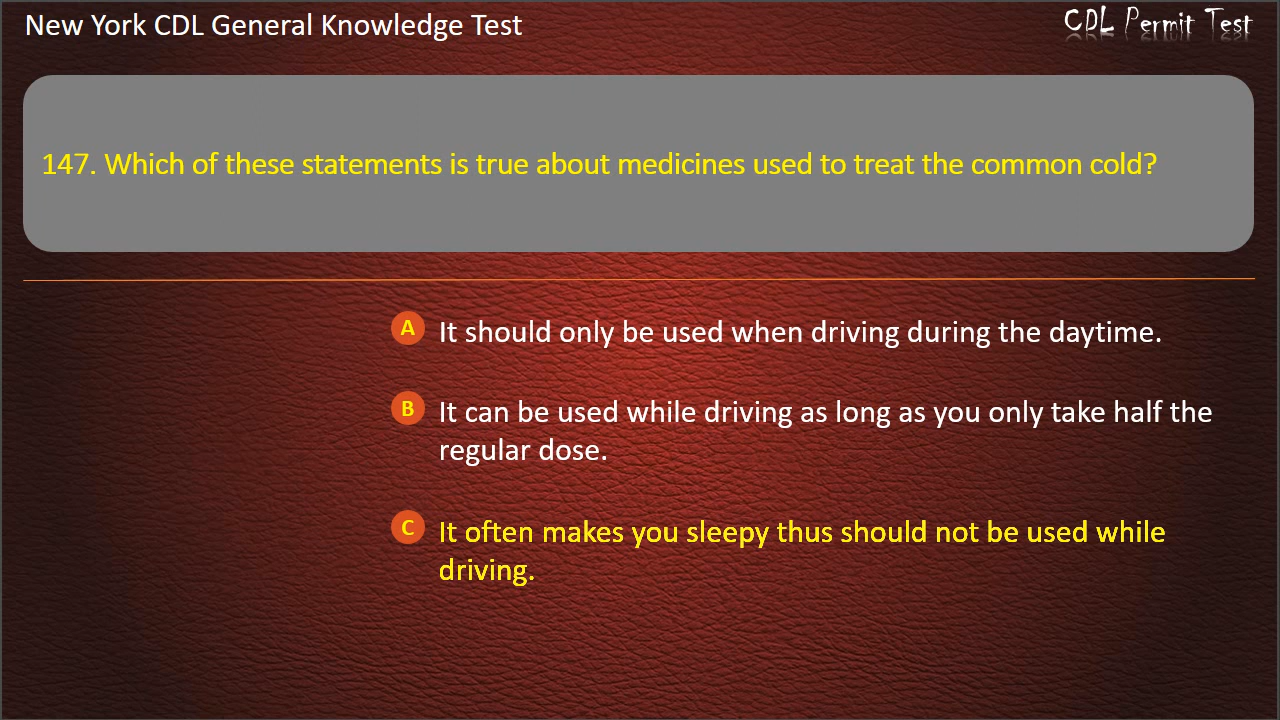 New York CDL General Knowledge Test
CDL Permit Test
147. Which of these statements is true about medicines used to treat the common cold?
A It should only be used when driving during the daytime.
B It can be used while driving as long as you only take half the
regular dose.
C It often makes you sleepy thus should not be used while
driving.